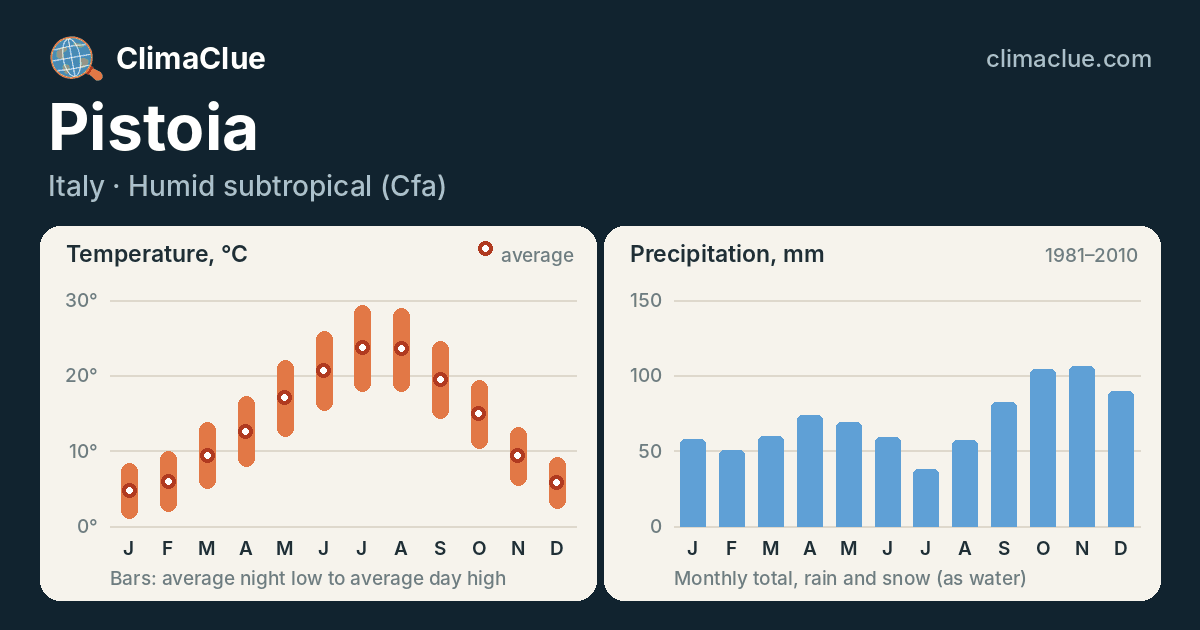 ClimaClue
climaclue.com
Pistoia
Italy · Humid subtropical (Cfa)
Temperature, °C
average
30°
20°
10°
0°
J F M A M J J A S O N D
Bars: average night low to average day high
Precipitation, mm
1981–2010
150
100
50
0
J F M A M J J A S O N D
Monthly total, rain and snow (as water)